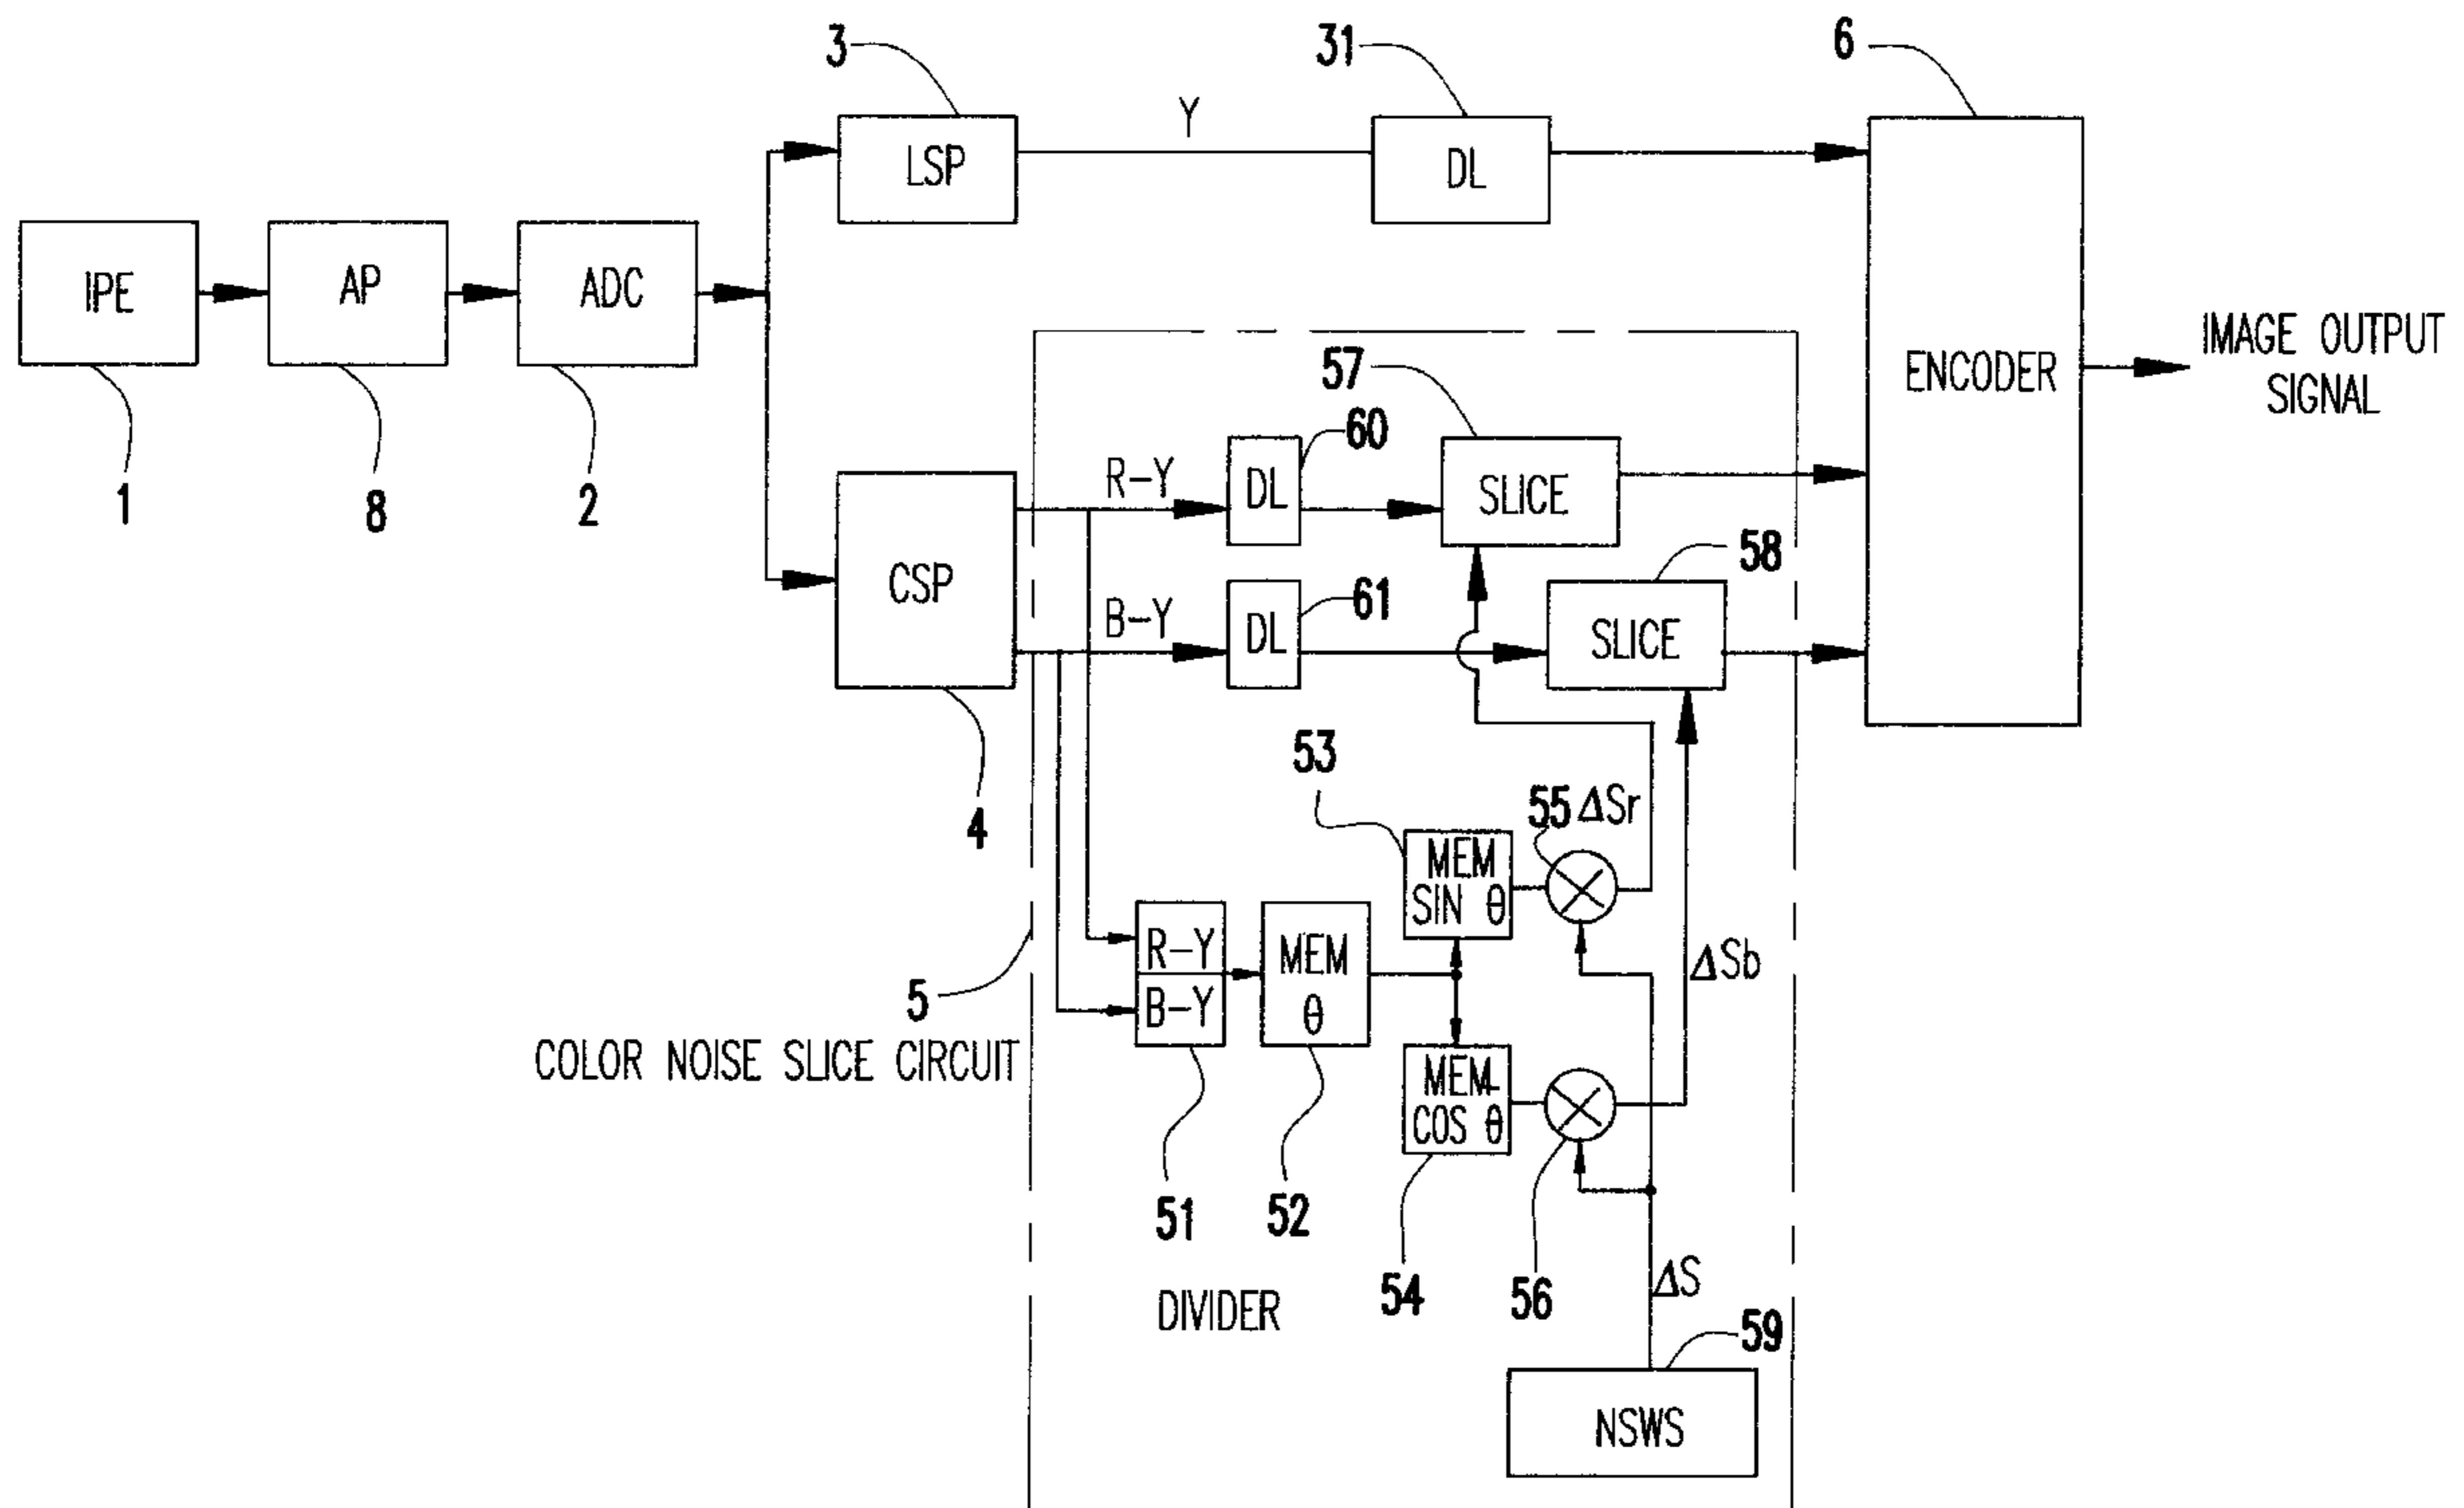 3
31
6
Y
LSP
DL
IPE
AP
ADC
IMAGE OUTPUT
SIGNAL
ENCODER
57
60
1
8
2
R-Y
DL
SLICE
58
CSP
B-Y
DL
61
SLICE
53
4
55 ΔSr
MEM
SIN θ
ΔSb
5
R-Y
B-Y
MEM
θ
COLOR NOISE SLICE CIRCUIT
MEM
COS θ
51
52
54
56
ΔS
DIVIDER
59
NSWS